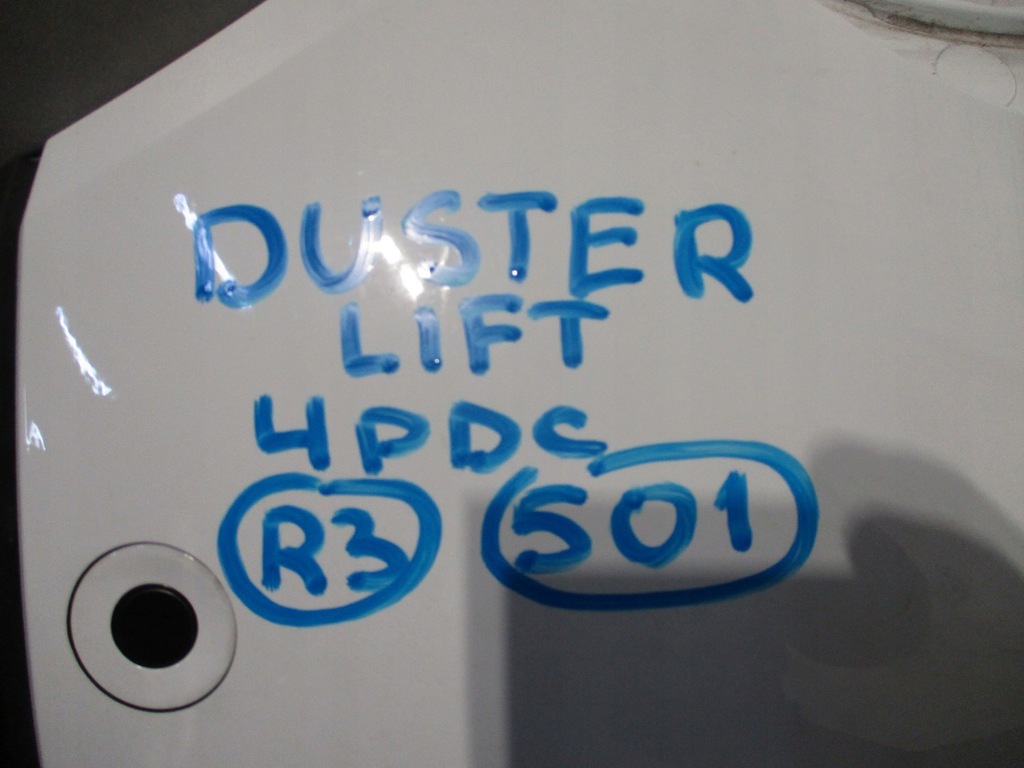 DUSTER
LIFT
4PDC
R3 501